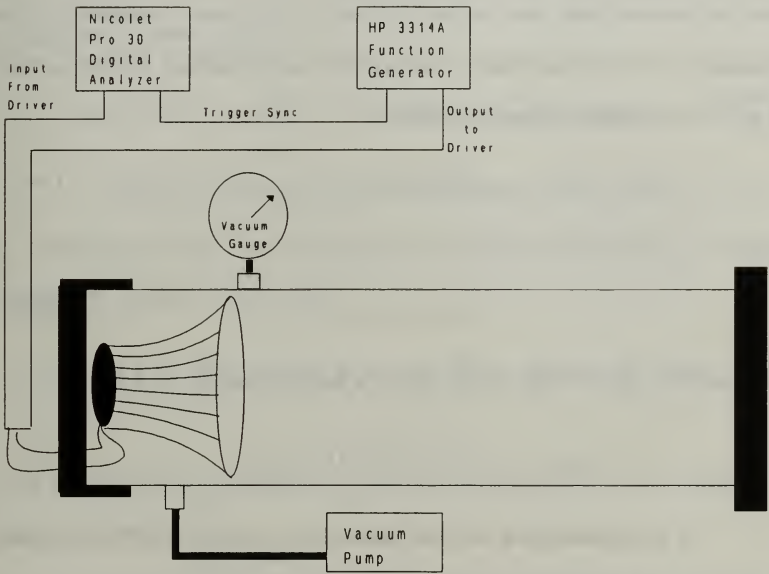 Nicolet
Pro 30
Digital
Analyzer
HP 3314A
Function
Generator
Input
From
Driver
Trigger Sync
Output
to
Driver
Vacuum
Gauge
Vacuum
Pump